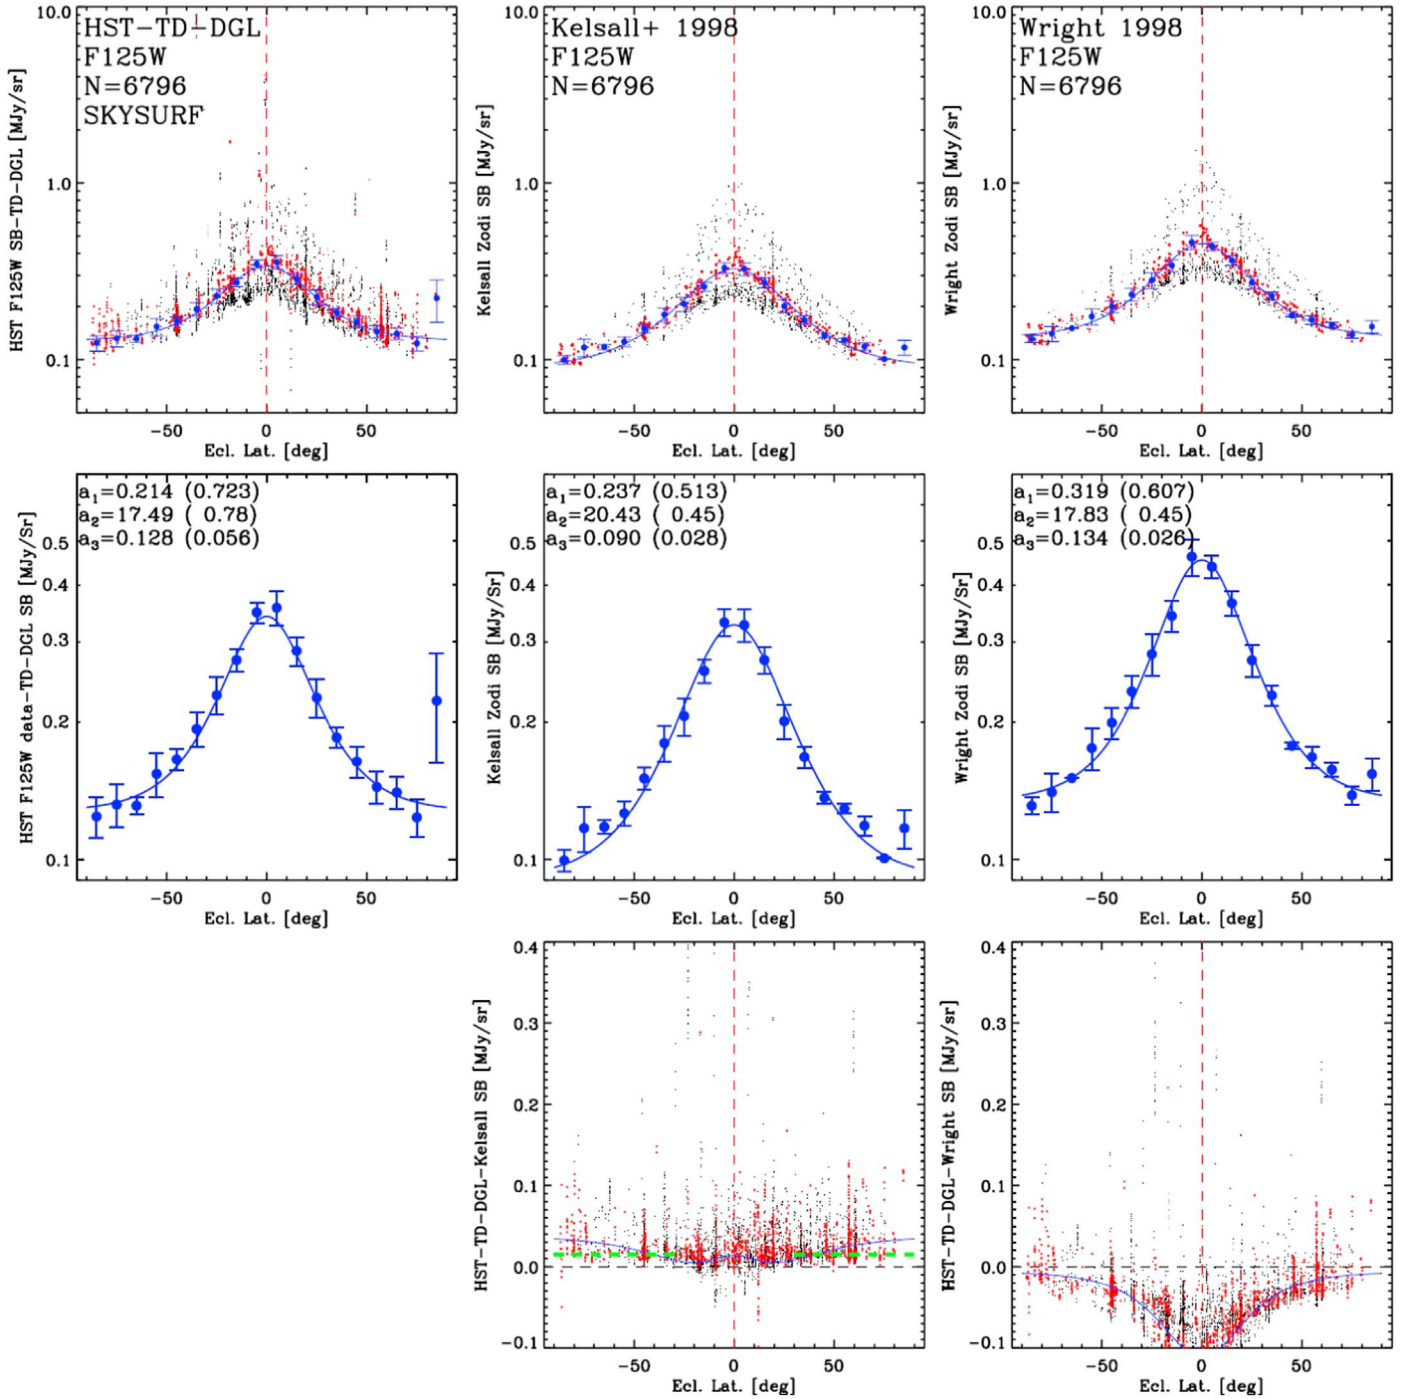 HST-TD-DGL
F125W
N=6796
SKYSURF
HST F125W SB-TD-DGL [MJy/sr]
10.0
1.0
0.1
-50 0 50
Ecl. Lat. [deg]
Kelsall+ 1998
F125W
N=6796
Kelsall Zodi SB [MJy/sr]
10.0
1.0
0.1
-50 0 50
Ecl. Lat. [deg]
Wright 1998
F125W
N=6796
Wright Zodi SB [MJy/sr]
10.0
1.0
0.1
-50 0 50
Ecl. Lat. [deg]
a₁=0.214 (0.723)
a₂=17.49 ( 0.78)
a₃=0.128 (0.056)
HST F125W data-TD-DGL SB [MJy/Sr]
0.5
0.4
0.3
0.2
0.1
-50 0 50
Ecl. Lat. [deg]
a₁=0.237 (0.513)
a₂=20.43 ( 0.45)
a₃=0.090 (0.028)
Kelsall Zodi SB [MJy/Sr]
0.5
0.4
0.3
0.2
0.1
-50 0 50
Ecl. Lat. [deg]
a₁=0.319 (0.607)
a₂=17.83 ( 0.45)
a₃=0.134 (0.026)
Wright Zodi SB [MJy/Sr]
0.5
0.4
0.3
0.2
0.1
-50 0 50
Ecl. Lat. [deg]
HST-TD-DGL-Kelsall SB [MJy/sr]
0.4
0.3
0.2
0.1
0.0
-0.1
-50 0 50
Ecl. Lat. [deg]
HST-TD-DGL-Wright SB [MJy/sr]
0.4
0.3
0.2
0.1
0.0
-0.1
-50 0 50
Ecl. Lat. [deg]